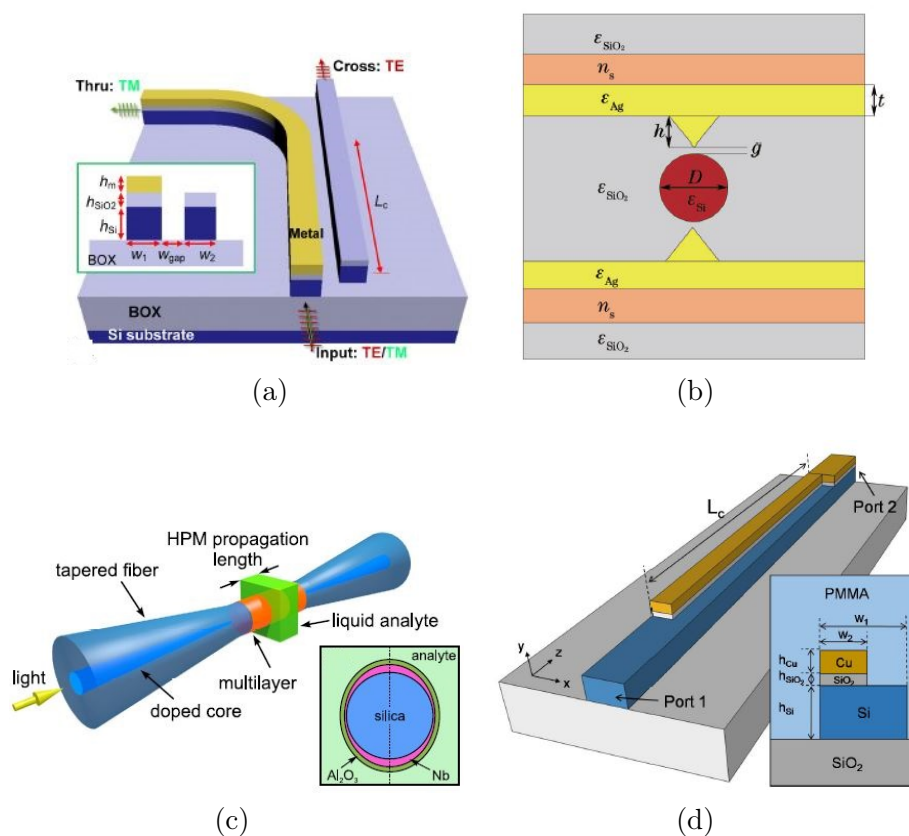 Cross: TE
Thru: TM
h_m
h_SiO2
h_Si
BOX
w_1 w_gap w_2
L_c
Metal
BOX
Si substrate
Input: TE/TM
(a)
ε_SiO₂
n_s
ε_Ag
t
h
g
D
ε_SiO₂
ε_Si
ε_Ag
n_s
ε_SiO₂
(b)
HPM propagation
length
tapered fiber
liquid analyte
light
multilayer
doped core
analyte
silica
Al₂O₃
Nb
(c)
L_c
Port 2
PMMA
w_1
w_2
h_Cu
Cu
h_SiO₂
SiO₂
h_Si
Si
SiO₂
y
z
x
Port 1
(d)